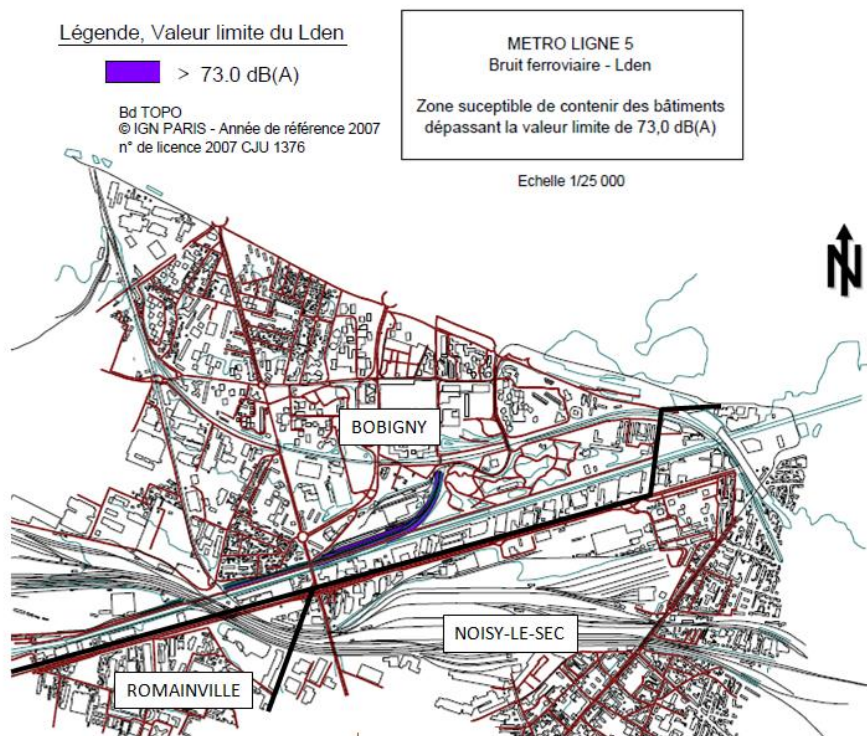 Légende, Valeur limite du Lden
> 73.0 dB(A)
Bd TOPO
© IGN PARIS - Année de référence 2007
n° de licence 2007 CJU 1376
METRO LIGNE 5
Bruit ferroviaire - Lden
Zone suceptible de contenir des bâtiments
dépassant la valeur limite de 73,0 dB(A)
Echelle 1/25 000
N
BOBIGNY
NOISY-LE-SEC
ROMAINVILLE